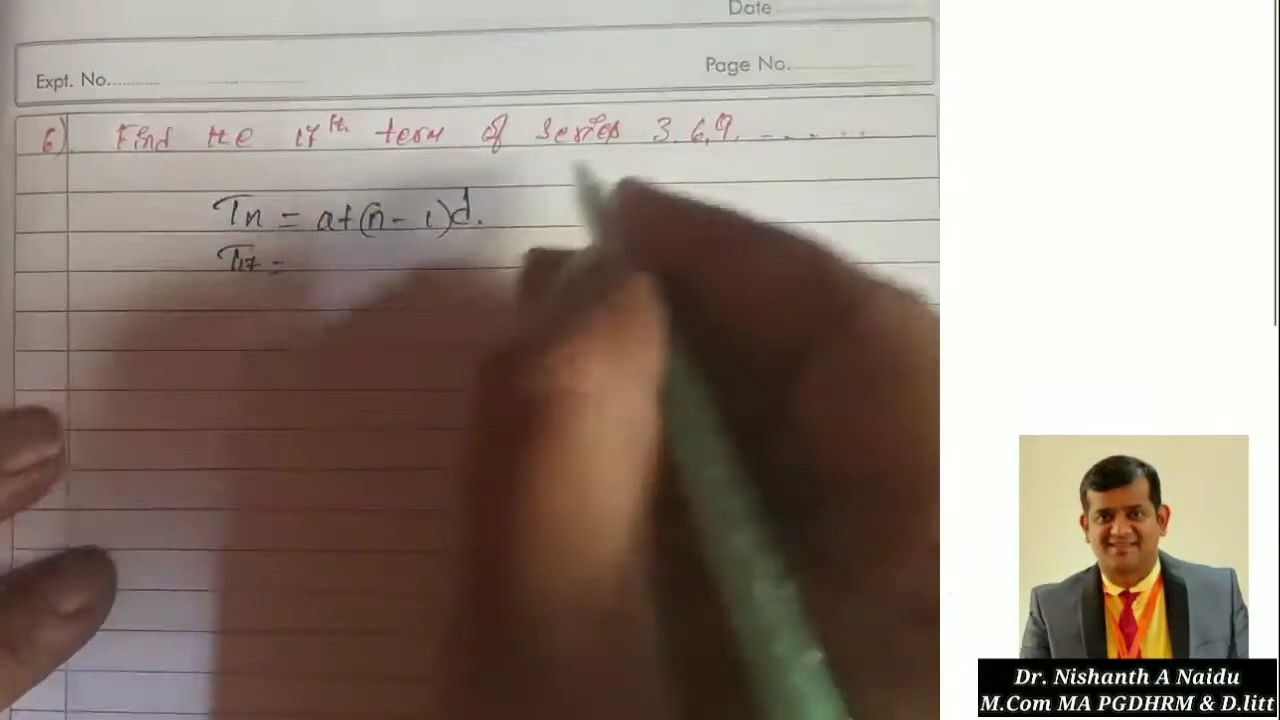 Date
Expt. No..............
Page No.
6) Find the 17th term of series 3, 6, 9, ......
Tn = a+(n-1)d.
T17 =
Dr. Nishanth A Naidu
M.Com MA PGDHRM & D.litt